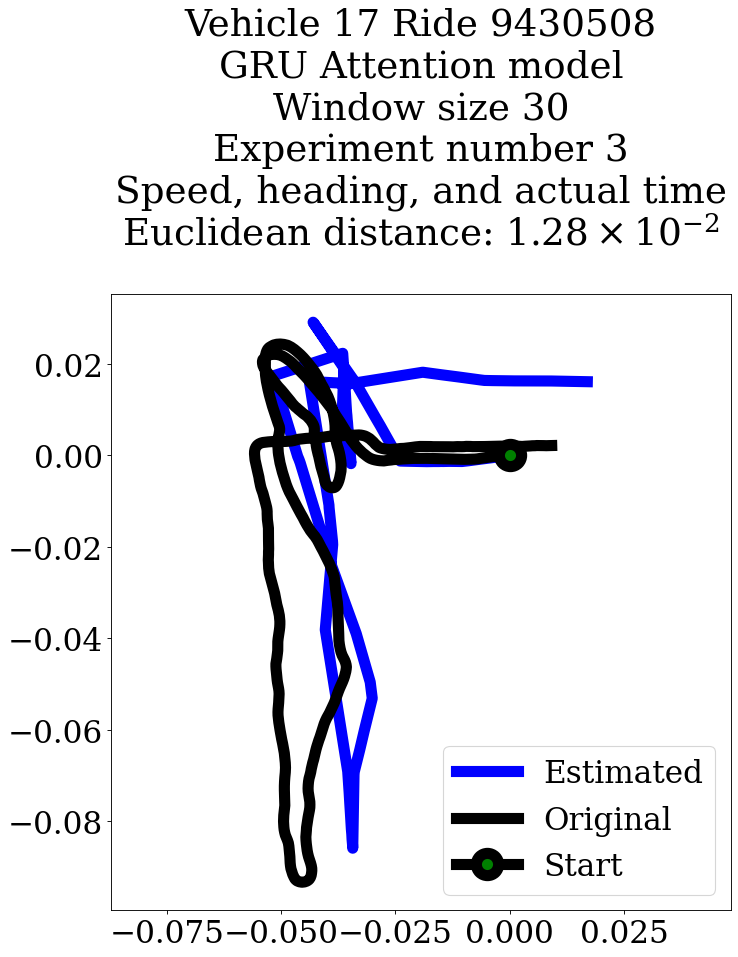 Vehicle 17 Ride 9430508
GRU Attention model
Window size 30
Experiment number 3
Speed, heading, and actual time
Euclidean distance: 1.28 × 10⁻²
0.02
0.00
−0.02
−0.04
−0.06
−0.08
Estimated
Original
Start
−0.075 −0.050 −0.025 0.000 0.025